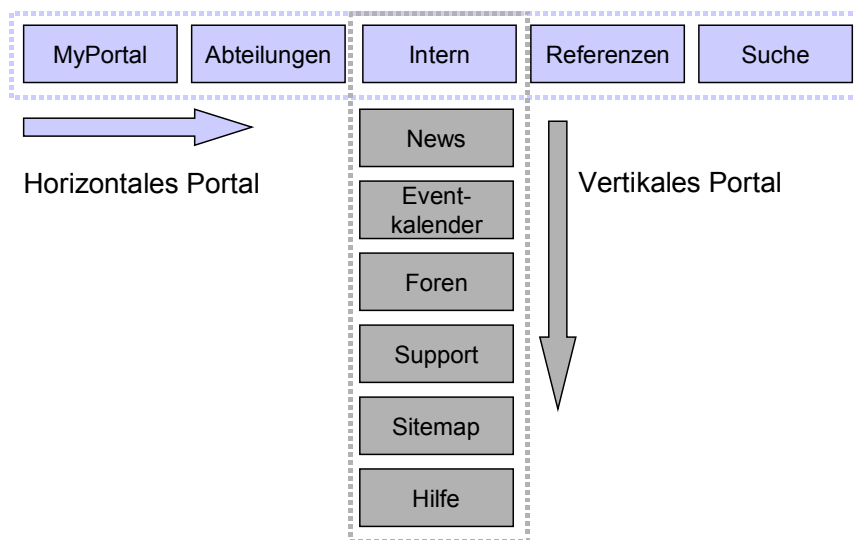 MyPortal
Abteilungen
Intern
Referenzen
Suche
News
Horizontales Portal
Vertikales Portal
Event-
kalender
Foren
Support
Sitemap
Hilfe